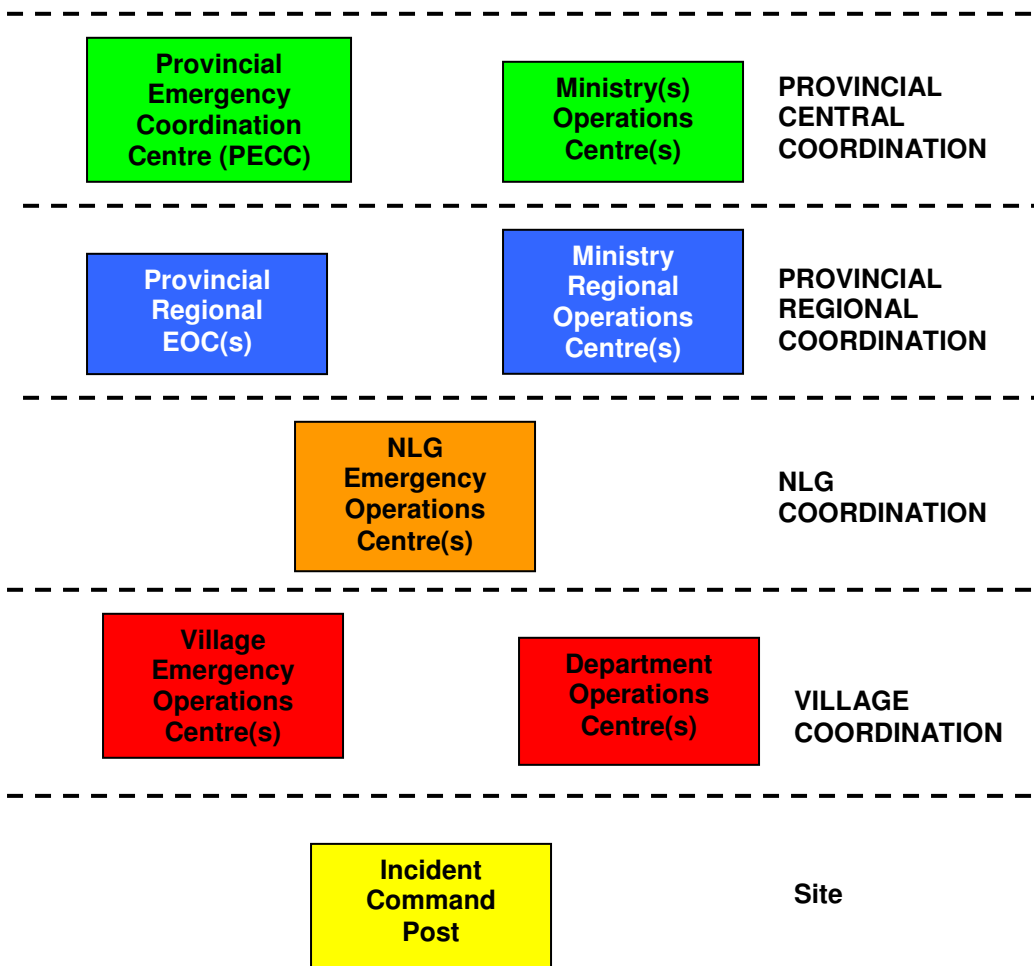 Provincial
Emergency
Coordination
Centre (PECC)
Ministry(s)
Operations
Centre(s)
PROVINCIAL
CENTRAL
COORDINATION
Provincial
Regional
EOC(s)
Ministry
Regional
Operations
Centre(s)
PROVINCIAL
REGIONAL
COORDINATION
NLG
Emergency
Operations
Centre(s)
NLG
COORDINATION
Village
Emergency
Operations
Centre(s)
Department
Operations
Centre(s)
VILLAGE
COORDINATION
Incident
Command
Post
Site